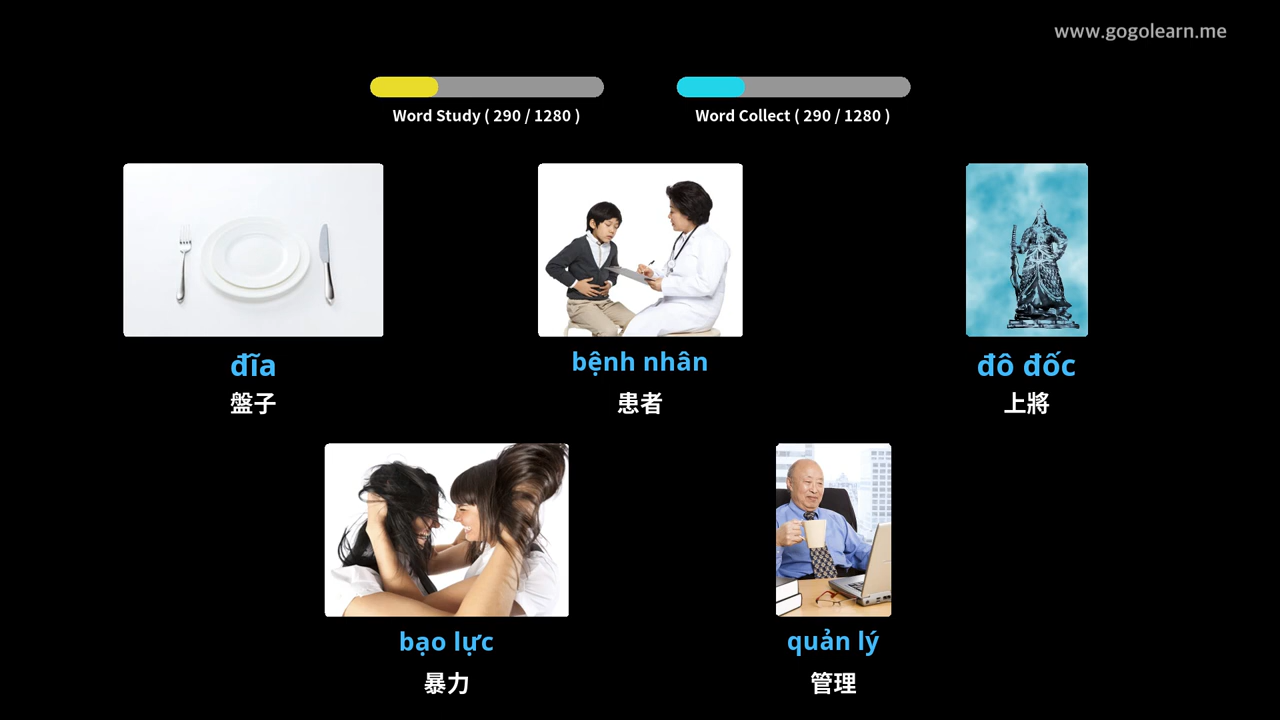 www.gogolearn.me
Word Study ( 290 / 1280 )
Word Collect ( 290 / 1280 )
đĩa
盤子
bệnh nhân
患者
đô đốc
上將
bạo lực
暴力
quản lý
管理